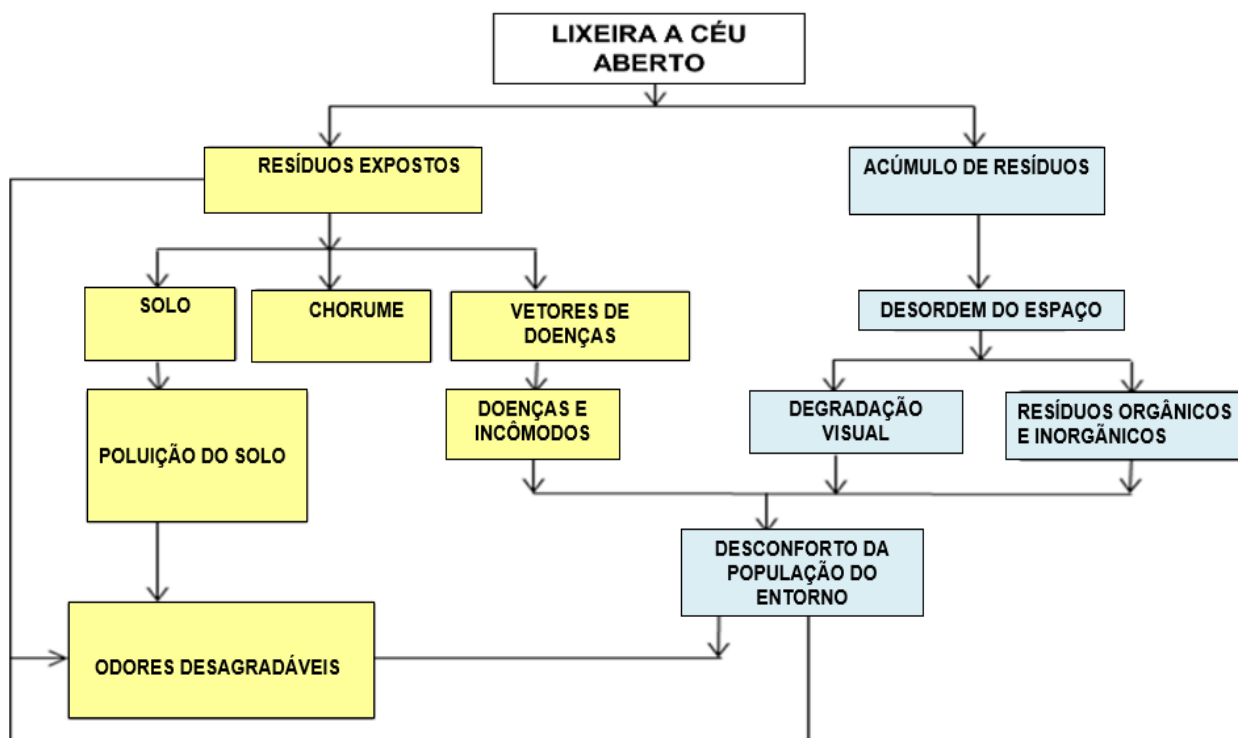 LIXEIRA A CÉU
ABERTO
RESÍDUOS EXPOSTOS
ACÚMULO DE RESÍDUOS
SOLO
CHORUME
VETORES DE
DOENÇAS
DESORDEM DO ESPAÇO
POLUIÇÃO DO SOLO
DOENÇAS E
INCÔMODOS
DEGRADAÇÃO
VISUAL
RESÍDUOS ORGÂNICOS
E INORGÃNICOS
DESCONFORTO DA
POPULAÇÃO DO
ENTORNO
ODORES DESAGRADÁVEIS